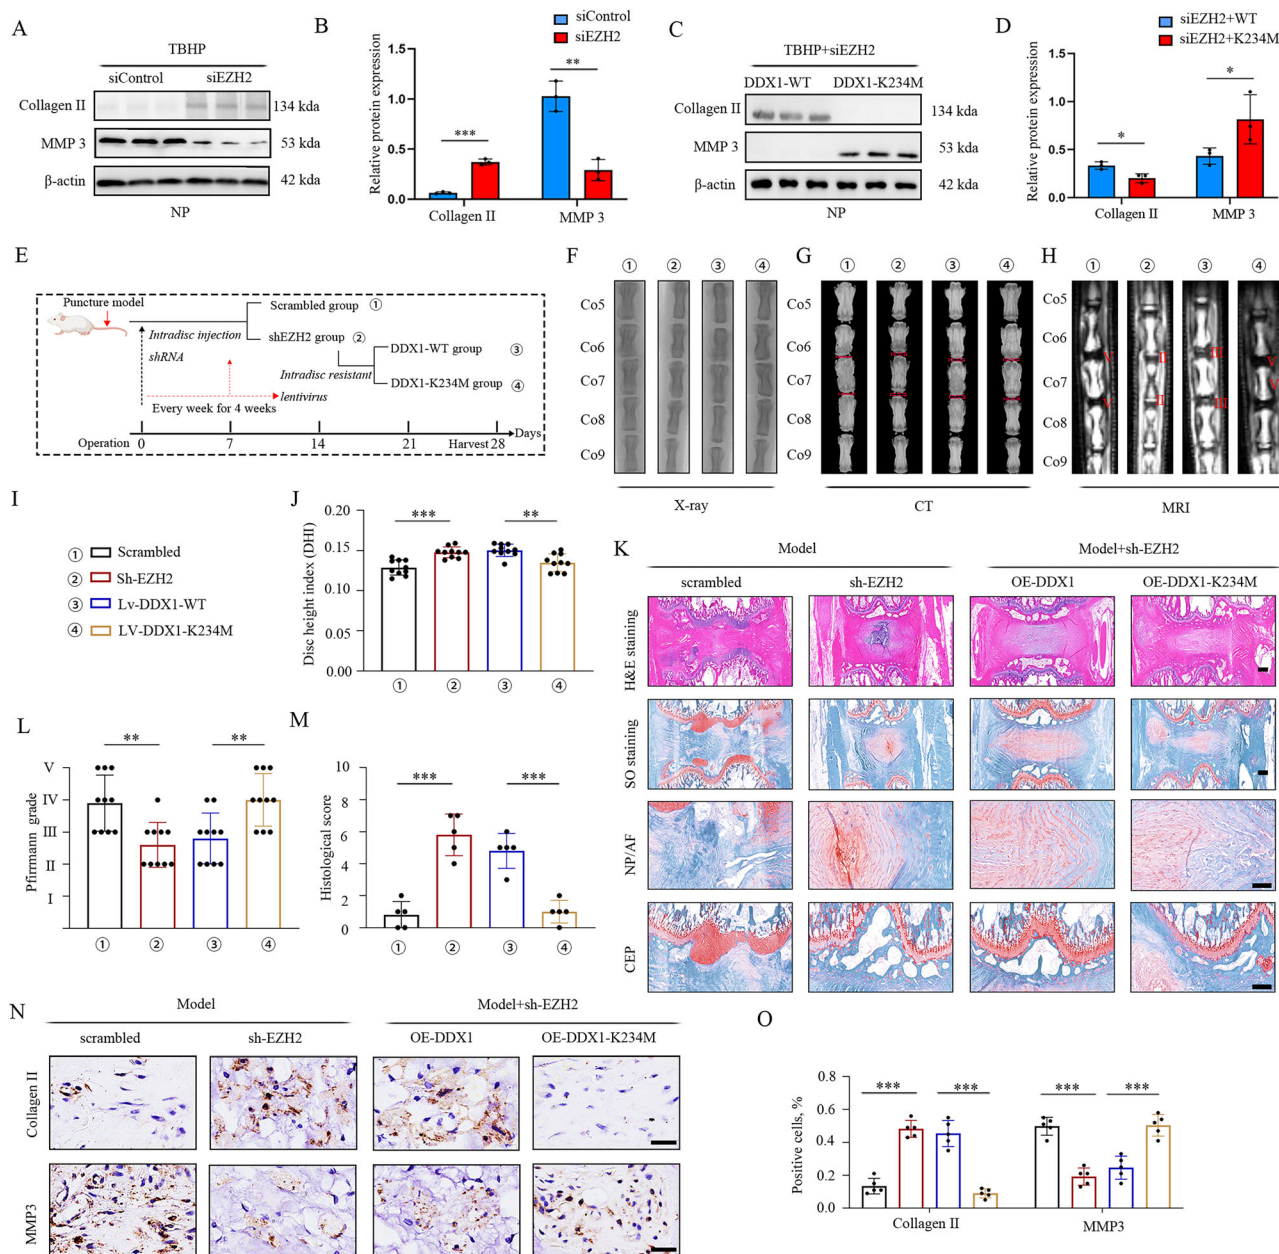 A
TBHP
siControl siEZH2
Collagen II 134 kda
MMP 3 53 kda
β-actin 42 kda
NP
B
siControl
siEZH2
Relative protein expression
1.5
1.0
0.5
0.0
*** **
Collagen II MMP 3
C
TBHP+siEZH2
DDX1-WT DDX1-K234M
Collagen II 134 kda
MMP 3 53 kda
β-actin 42 kda
NP
D
siEZH2+WT
siEZH2+K234M
Relative protein expression
1.5
1.0
0.5
0.0
* *
Collagen II MMP 3
E
Puncture model
Scrambled group ①
Intradisc injection
shRNA
shEZH2 group ②
DDX1-WT group ③
Intradisc resistant
DDX1-K234M group ④
lentivirus
Every week for 4 weeks
Days
Operation 0 7 14 21 Harvest 28
F
① ② ③ ④
Co5
Co6
Co7
Co8
Co9
X-ray
G
① ② ③ ④
Co5
Co6
Co7
Co8
Co9
CT
H
① ② ③ ④
Co5
Co6
Co7
Co8
Co9
V II III V
V II III V
MRI
I
① Scrambled
② Sh-EZH2
③ Lv-DDX1-WT
④ LV-DDX1-K234M
J
Disc height index (DHI)
0.20
0.15
0.10
0.05
0.00
*** **
① ② ③ ④
K
Model Model+sh-EZH2
scrambled sh-EZH2 OE-DDX1 OE-DDX1-K234M
H&E staining
SO staining
NP/AF
CEP
L
Pfirrmann grade
V
IV
III
II
I
** **
① ② ③ ④
M
Histological score
10
8
6
4
2
0
*** ***
① ② ③ ④
N
Model Model+sh-EZH2
scrambled sh-EZH2 OE-DDX1 OE-DDX1-K234M
Collagen II
MMP3
O
Positive cells, %
0.8
0.6
0.4
0.2
0.0
*** *** *** ***
Collagen II MMP3